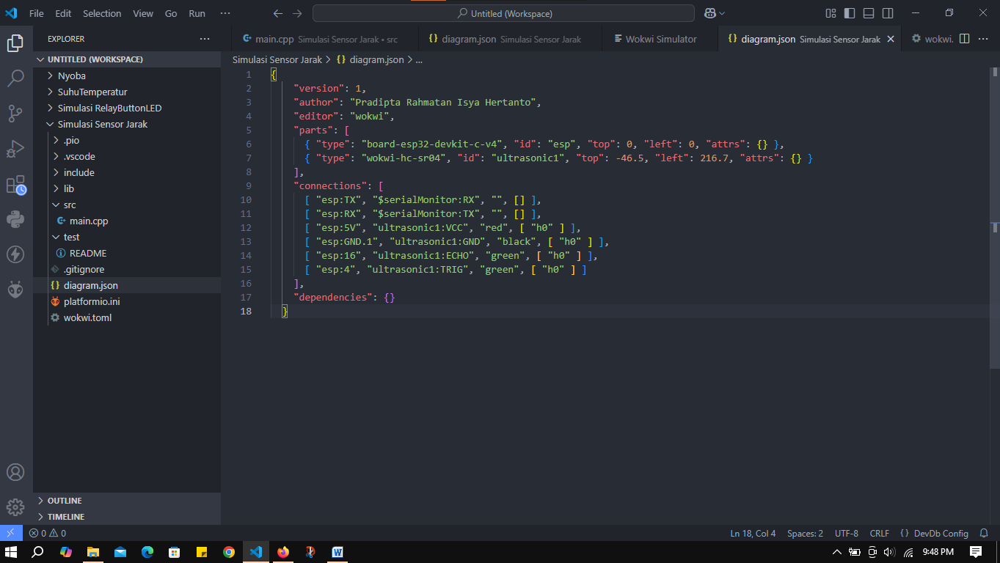 File Edit Selection View Go Run ··· Untitled (Workspace)
EXPLORER ···
main.cpp Simulasi Sensor Jarak • src
{} diagram.json Simulasi Sensor Jarak
Wokwi Simulator
{} diagram.json Simulasi Sensor Jarak
wokwi. ···
UNTITLED (WORKSPACE)
Nyoba
SuhuTemperatur
Simulasi RelayButtonLED
Simulasi Sensor Jarak
.pio
.vscode
include
lib
src
main.cpp
test
README
.gitignore
{} diagram.json
platformio.ini
wokwi.toml
OUTLINE
TIMELINE
Simulasi Sensor Jarak > {} diagram.json > ...
1 {
2 "version": 1,
3 "author": "Pradipta Rahmatan Isya Hertanto",
4 "editor": "wokwi",
5 "parts": [
6 { "type": "board-esp32-devkit-c-v4", "id": "esp", "top": 0, "left": 0, "attrs": {} },
7 { "type": "wokwi-hc-sr04", "id": "ultrasonic1", "top": -46.5, "left": 216.7, "attrs": {} }
8 ],
9 "connections": [
10 [ "esp:TX", "$serialMonitor:RX", "", [] ],
11 [ "esp:RX", "$serialMonitor:TX", "", [] ],
12 [ "esp:5V", "ultrasonic1:VCC", "red", [ "h0" ] ],
13 [ "esp:GND.1", "ultrasonic1:GND", "black", [ "h0" ] ],
14 [ "esp:16", "ultrasonic1:ECHO", "green", [ "h0" ] ],
15 [ "esp:4", "ultrasonic1:TRIG", "green", [ "h0" ] ]
16 ],
17 "dependencies": {}
18 }
0 0
Ln 18, Col 4 Spaces: 2 UTF-8 CRLF {} DevDb Config
9:48 PM